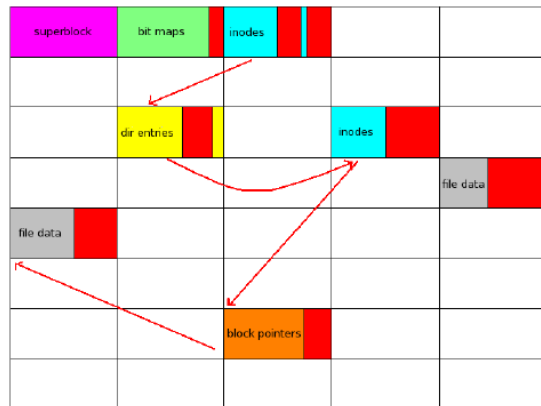 superblock
bit maps
inodes
dir entries
inodes
file data
file data
block pointers